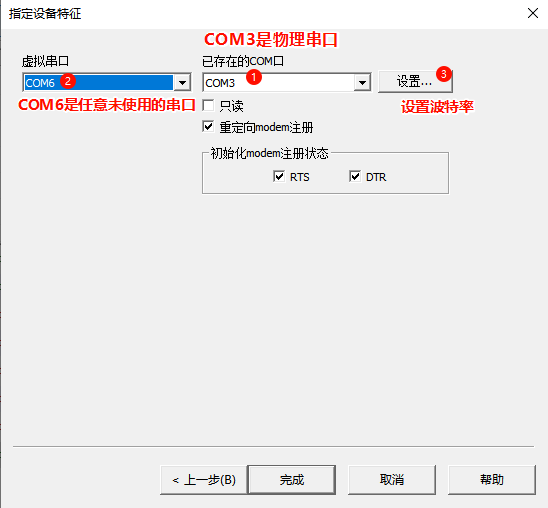 指定设备特征
COM3是物理串口
虚拟串口
已存在的COM口
COM6 2
COM3 1
设置... 3
COM6是任意未使用的串口
只读
设置波特率
重定向modem注册
初始化modem注册状态
RTS
DTR
< 上一步(B)
完成
取消
帮助